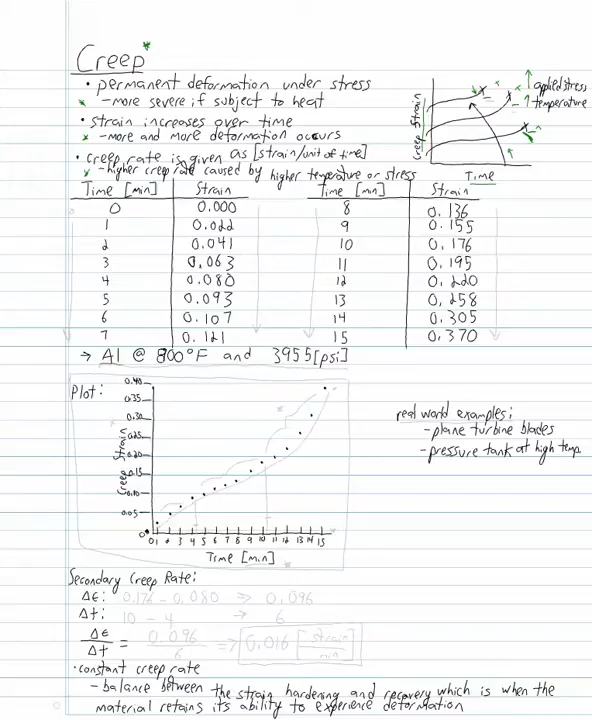 Creep*
• permanent deformation under stress
* - more severe if subject to heat
• strain increases over time
* - more and more deformation occurs
• creep rate is given as [strain/unit of time]
* - higher creep rate caused by higher temperature or stress
Creep Strain
Time
↑ applied stress
↑ temperature
Time [min] Strain Time [min] Strain
0 0.000 8 0.136
1 0.022 9 0.155
2 0.041 10 0.176
3 0.063 11 0.195
4 0.080 12 0.220
5 0.093 13 0.258
6 0.107 14 0.305
7 0.121 15 0.370
→ Al @ 800°F and 3955[psi]
Plot:
Creep Strain
0.40
0.35
0.30
0.25
0.20
0.15
0.10
0.05
0
0 1 2 3 4 5 6 7 8 9 10 11 12 13 14 15
Time [min]
real world examples:
- plane turbine blades
- pressure tank at high temp.
Secondary Creep Rate:
Δϵ: 0.176 - 0.080 ⇒ 0.096
Δt: 10 - 4 → 6
Δϵ/Δt = 0.096/6 ⇒ 0.016 [strain/min]
• constant creep rate
- balance between the strain hardening and recovery which is when the
material retains its ability to experience deformation